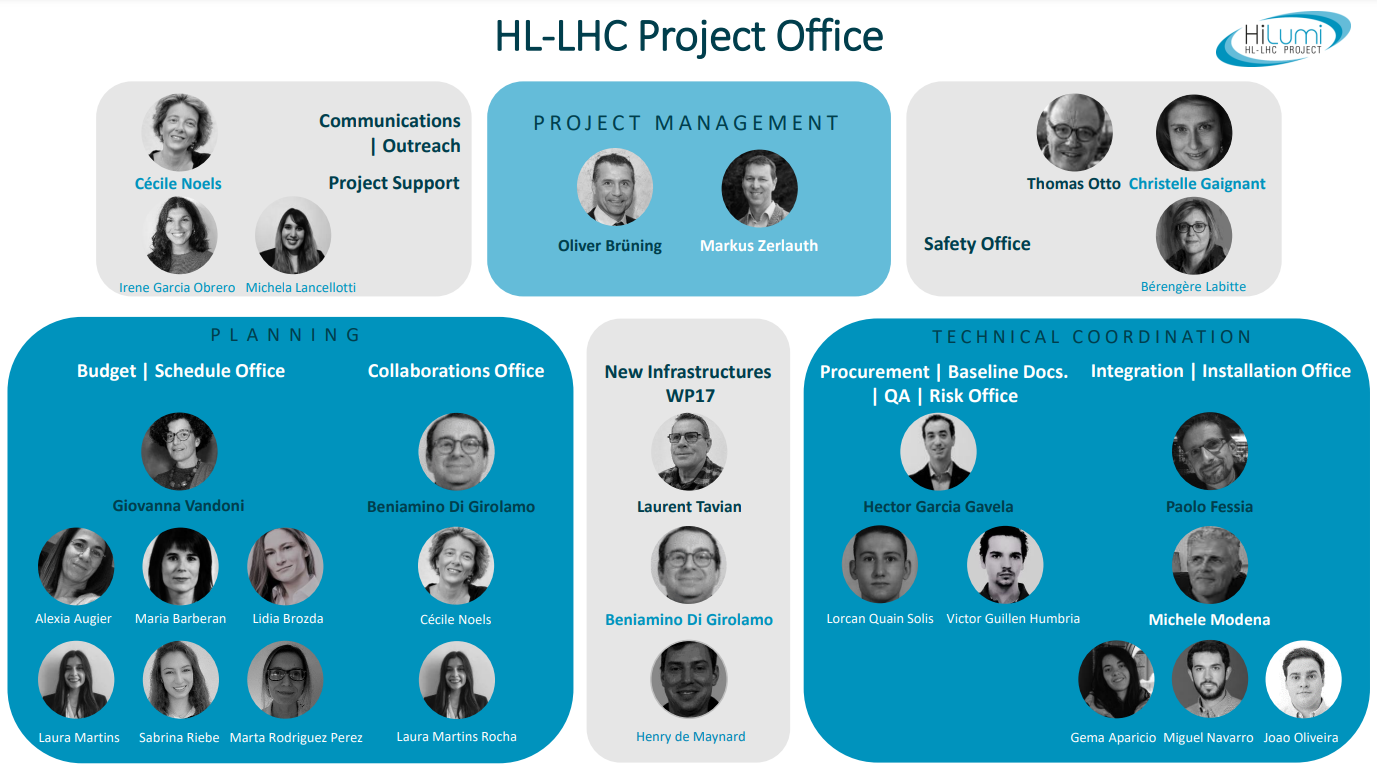 HL-LHC Project Office
HiLumi
HL-LHC PROJECT
Communications
| Outreach
Cécile Noels
Project Support
Irene Garcia Obrero
Michela Lancellotti
PROJECT MANAGEMENT
Oliver Brüning
Markus Zerlauth
Thomas Otto
Christelle Gaignant
Safety Office
Bérengère Labitte
PLANNING
Budget | Schedule Office
Giovanna Vandoni
Alexia Augier
Maria Barberan
Lidia Brozda
Laura Martins
Sabrina Riebe
Marta Rodriguez Perez
Collaborations Office
Beniamino Di Girolamo
Cécile Noels
Laura Martins Rocha
New Infrastructures
WP17
Laurent Tavian
Beniamino Di Girolamo
Henry de Maynard
TECHNICAL COORDINATION
Procurement | Baseline Docs.
| QA | Risk Office
Hector Garcia Gavela
Lorcan Quain Solis
Victor Guillen Humbria
Integration | Installation Office
Paolo Fessia
Michele Modena
Gema Aparicio
Miguel Navarro
Joao Oliveira